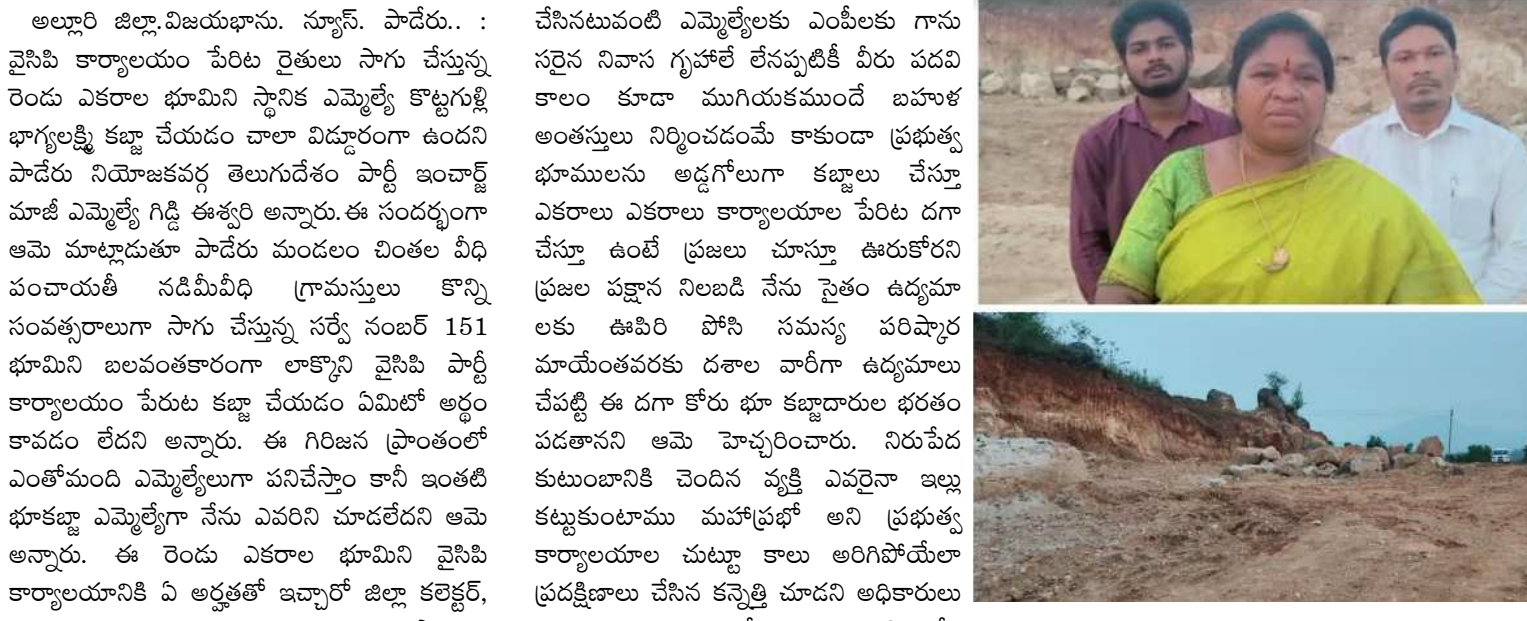 అల్లూరి జిల్లా.విజయభాను. న్యూస్. పాడేరు.. :
వైసిపి కార్యాలయం పేరిట రైతులు సాగు చేస్తున్న
రెండు ఎకరాల భూమిని స్థానిక ఎమ్మెల్యే కొట్టగుళ్లి
భాగ్యలక్ష్మి కబ్జా చేయడం చాలా విడ్డూరంగా ఉందని
పాడేరు నియోజకవర్గ తెలుగుదేశం పార్టీ ఇంచార్జ్
మాజీ ఎమ్మెల్యే గిడ్డి ఈశ్వరి అన్నారు.ఈ సందర్భంగా
ఆమె మాట్లాడుతూ పాడేరు మండలం చింతల వీధి
పంచాయతీ నడిమీవీధి గ్రామస్తులు కొన్ని
సంవత్సరాలుగా సాగు చేస్తున్న సర్వే నంబర్ 151
భూమిని బలవంతకారంగా లాక్కొని వైసిపి పార్టీ
కార్యాలయం పేరుట కబ్జా చేయడం ఏమిటో అర్థం
కావడం లేదని అన్నారు. ఈ గిరిజన ప్రాంతంలో
ఎంతోమంది ఎమ్మెల్యేలుగా పనిచేస్తాం కానీ ఇంతటి
భూకబ్జా ఎమ్మెల్యేగా నేను ఎవరిని చూడలేదని ఆమె
అన్నారు. ఈ రెండు ఎకరాల భూమిని వైసిపి
కార్యాలయానికి ఏ అర్హతతో ఇచ్చారో జిల్లా కలెక్టర్,
చేసినటువంటి ఎమ్మెల్యేలకు ఎంపీలకు గాను
సరైన నివాస గృహాలే లేనప్పటికీ వీరు పదవి
కాలం కూడా ముగియకముందే బహుళ
అంతస్తులు నిర్మించడంమే కాకుండా ప్రభుత్వ
భూములను అడ్డగోలుగా కబ్జాలు చేస్తూ
ఎకరాలు ఎకరాలు కార్యాలయాల పేరిట దగా
చేస్తూ ఉంటే ప్రజలు చూస్తూ ఊరుకోరని
ప్రజల పక్షాన నిలబడి నేను సైతం ఉద్యమా
లకు ఊపిరి పోసి సమస్య పరిష్కార
మాయేంతవరకు దశాల వారీగా ఉద్యమాలు
చేపట్టి ఈ దగా కోరు భూ కబ్జాదారుల భరతం
పడతానని ఆమె హెచ్చరించారు. నిరుపేద
కుటుంబానికి చెందిన వ్యక్తి ఎవరైనా ఇల్లు
కట్టుకుంటాము మహాప్రభో అని ప్రభుత్వ
కార్యాలయాల చుట్టూ కాలు అరిగిపోయేలా
ప్రదక్షిణాలు చేసిన కన్నెత్తి చూడని అధికారులు